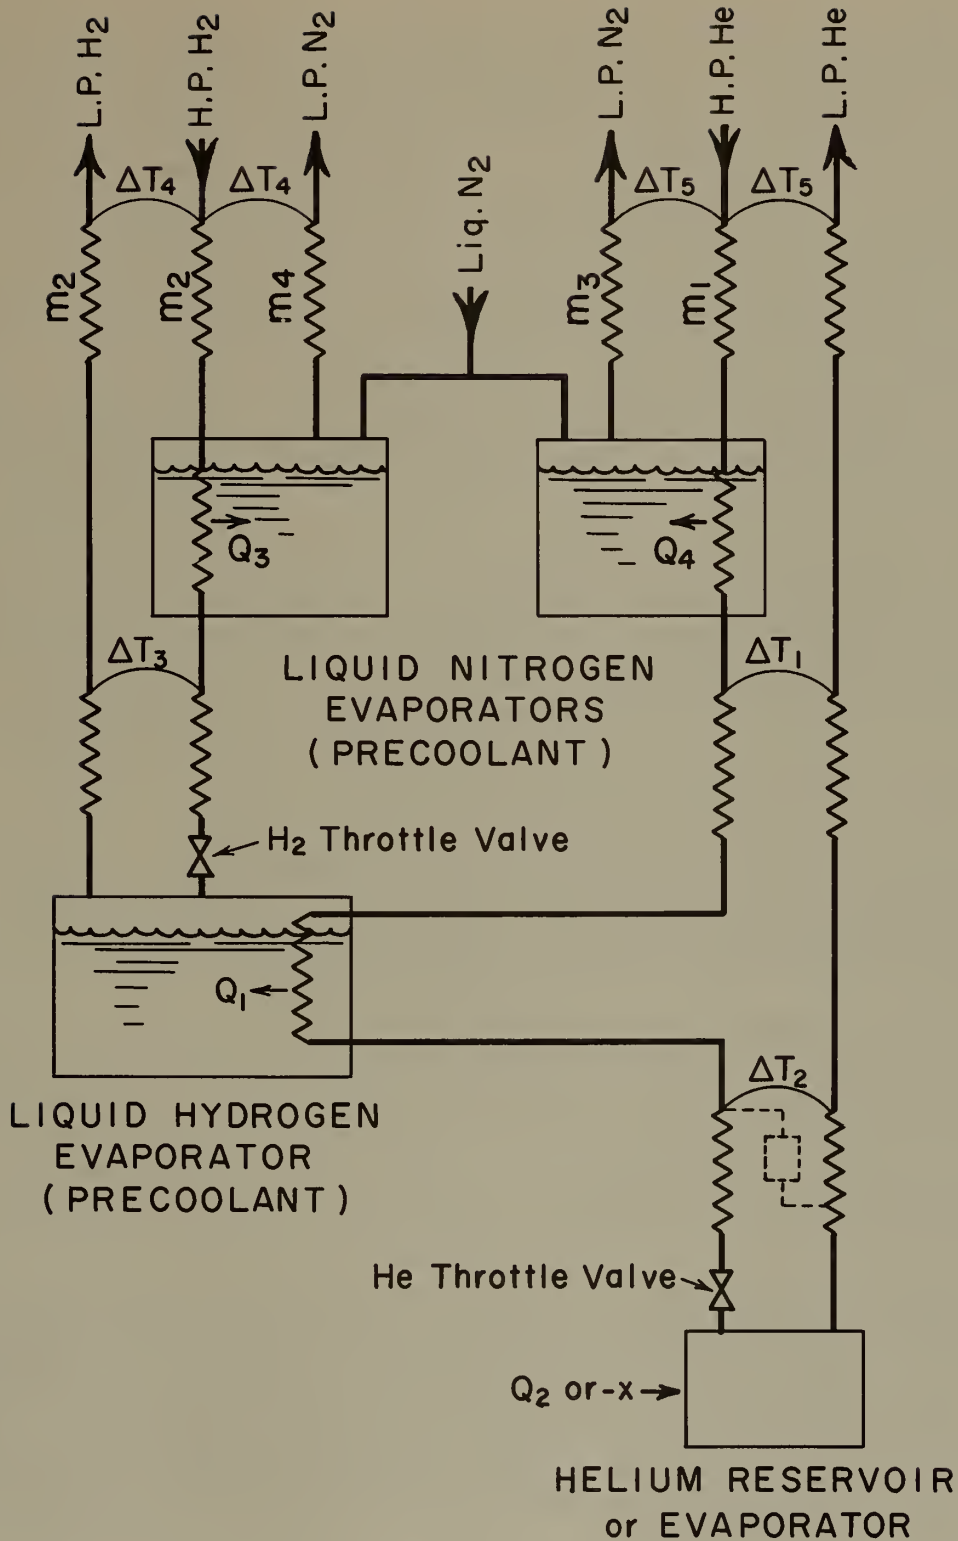 L.P. H2
H.P. H2
L.P. N2
Liq. N2
L.P. N2
H.P. He
L.P. He
ΔT4
ΔT4
ΔT5
ΔT5
m2
m2
m4
m3
m1
Q3
Q4
ΔT3
LIQUID NITROGEN
EVAPORATORS
(PRECOOLANT)
ΔT1
H2 Throttle Valve
Q1
ΔT2
LIQUID HYDROGEN
EVAPORATOR
(PRECOOLANT)
He Throttle Valve
Q2 or -x
HELIUM RESERVOIR
or EVAPORATOR